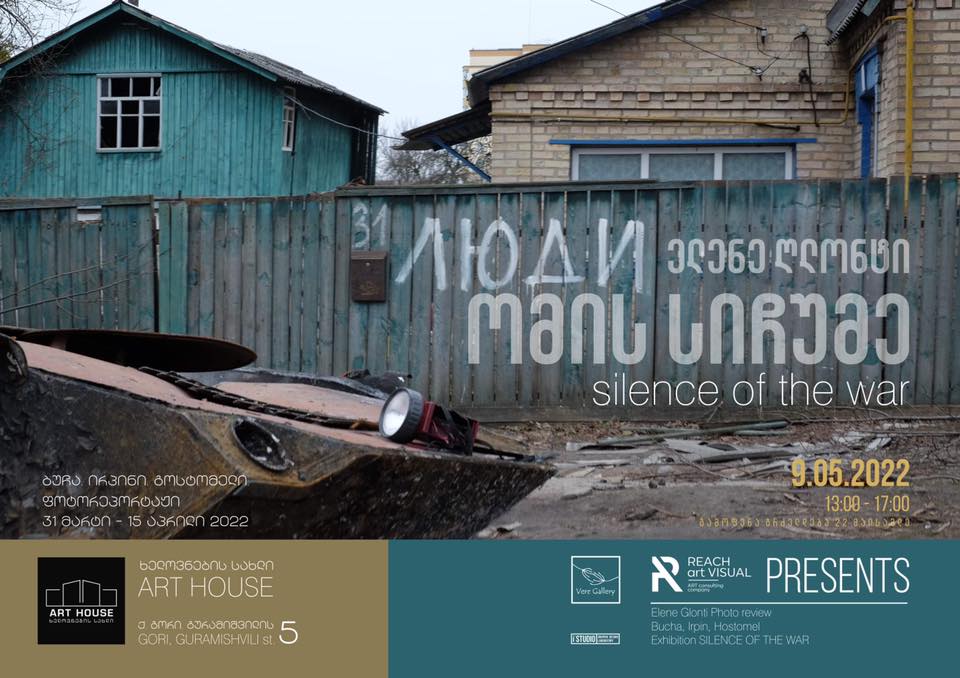 31
ЛЮДИ
ელენე ღლონტი
ომის სიჩუმე
silence of the war
ბუჩა. ირპინი. გოსტომელი
ფოტორეპორტაჟი
31 მარტი - 15 აპრილი 2022
9.05.2022
13:00 - 17:00
გამოფენა გრძელდება 22 მაისამდე
ART HOUSE
ხელოვნების სახლი
ხელოვნების სახლი
ART HOUSE
ქ. გორი. გურამიშვილის 5
GORI, GURAMISHVILI st.
Vere Gallery
REACH
art VISUAL
ART consulting
company
PRESENTS
I STUDIO
Elene Glonti Photo review
Bucha, Irpin, Hostomel
Exhibition SILENCE OF THE WAR